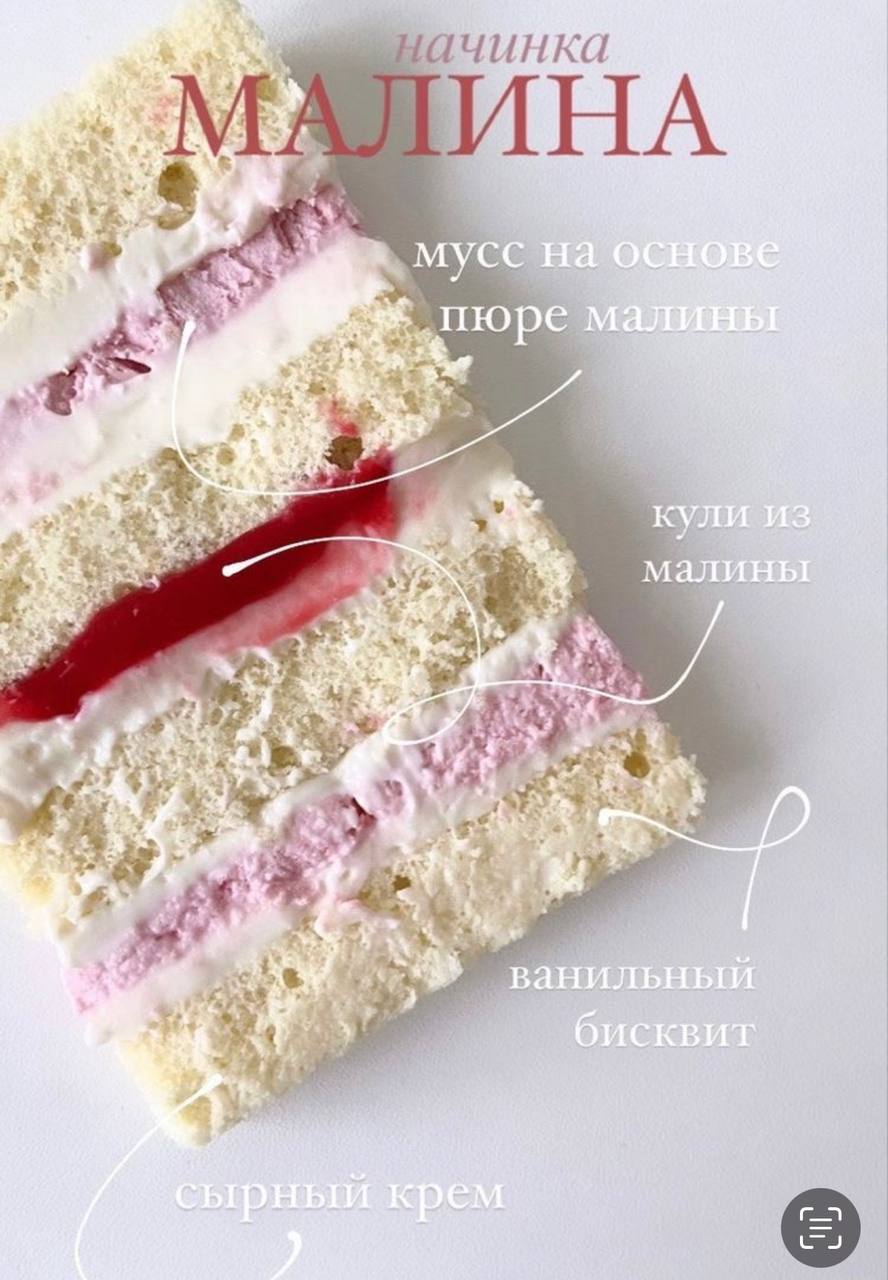 начинка
МАЛИНА
мусс на основе
пюре малины
кули из
малины
ванильный
бисквит
сырный крем